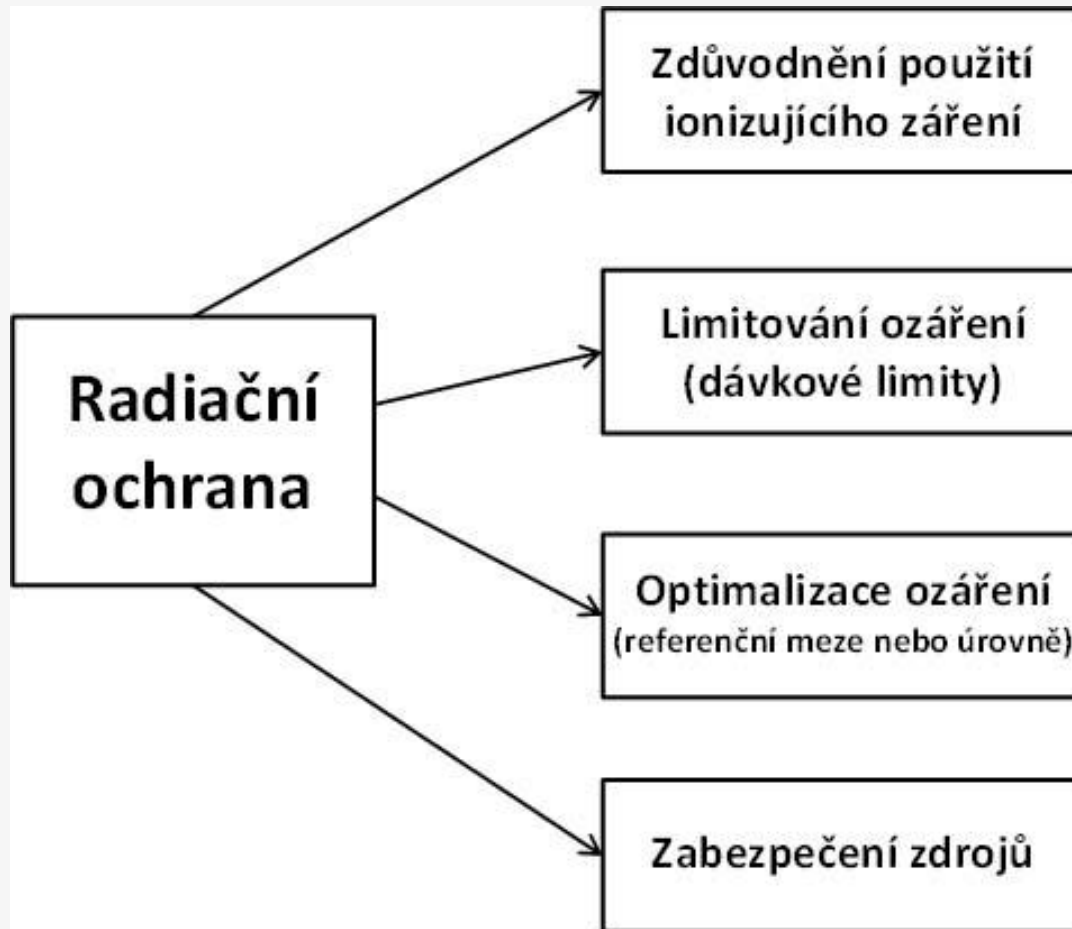 Radiační
ochrana
Zdůvodnění použití
ionizujícího záření
Limitování ozáření
(dávkové limity)
Optimalizace ozáření
(referenční meze nebo úrovně)
Zabezpečení zdrojů